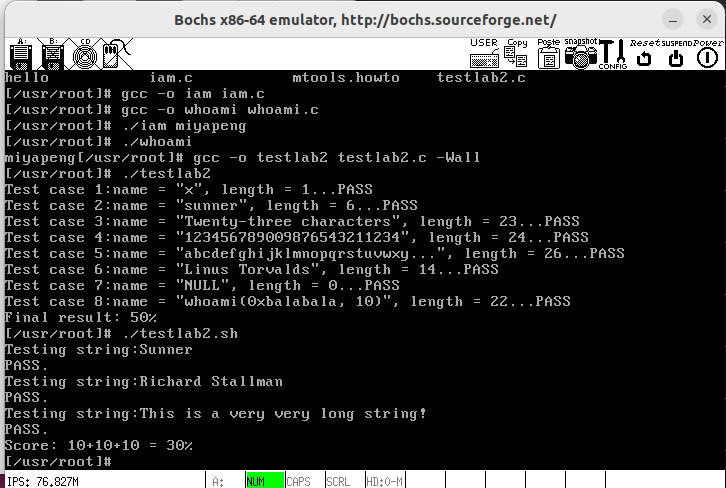 Bochs x86-64 emulator, http://bochs.sourceforge.net/
A: B: CD USER Copy Paste snapshot CONFIG Reset SUSPEND Power
hello iam.c mtools.howto testlab2.c
[/usr/root]# gcc -o iam iam.c
[/usr/root]# gcc -o whoami whoami.c
[/usr/root]# ./iam miyapeng
[/usr/root]# ./whoami
miyapeng[/usr/root]# gcc -o testlab2 testlab2.c -Wall
[/usr/root]# ./testlab2
Test case 1:name = "x", length = 1...PASS
Test case 2:name = "sunner", length = 6...PASS
Test case 3:name = "Twenty-three characters", length = 23...PASS
Test case 4:name = "123456789009876543211234", length = 24...PASS
Test case 5:name = "abcdefghijklmnopqrstuvwxy...", length = 26...PASS
Test case 6:name = "Linus Torvalds", length = 14...PASS
Test case 7:name = "NULL", length = 0...PASS
Test case 8:name = "whoami(0xbalabala, 10)", length = 22...PASS
Final result: 50%
[/usr/root]# ./testlab2.sh
Testing string:Sunner
PASS.
Testing string:Richard Stallman
PASS.
Testing string:This is a very very long string!
PASS.
Score: 10+10+10 = 30%
[/usr/root]#
IPS: 76.827M A: NUM CAPS SCRL HD:0-M